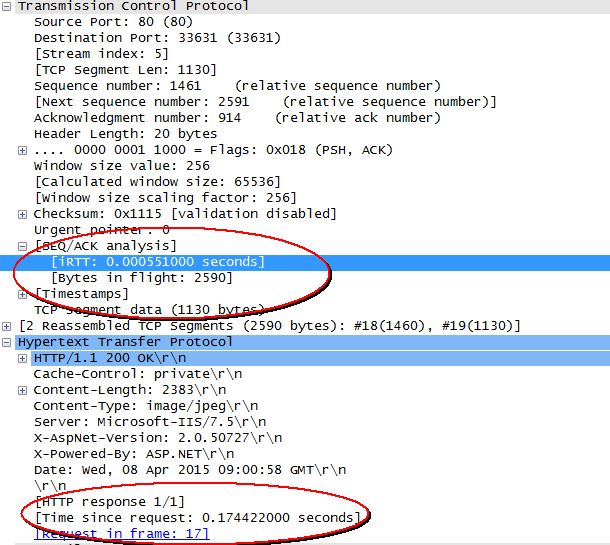 Transmission Control Protocol
Source Port: 80 (80)
Destination Port: 33631 (33631)
[Stream index: 5]
[TCP Segment Len: 1130]
Sequence number: 1461    (relative sequence number)
[Next sequence number: 2591    (relative sequence number)]
Acknowledgment number: 914    (relative ack number)
Header Length: 20 bytes
.... 0000 0001 1000 = Flags: 0x018 (PSH, ACK)
Window size value: 256
[Calculated window size: 65536]
[Window size scaling factor: 256]
Checksum: 0x1115 [validation disabled]
Urgent pointer: 0
[SEQ/ACK analysis]
[iRTT: 0.000551000 seconds]
[Bytes in flight: 2590]
[Timestamps]
TCP Segment data (1130 bytes)
[2 Reassembled TCP Segments (2590 bytes): #18(1460), #19(1130)]
Hypertext Transfer Protocol
HTTP/1.1 200 OK\r\n
Cache-Control: private\r\n
Content-Length: 2383\r\n
Content-Type: image/jpeg\r\n
Server: Microsoft-IIS/7.5\r\n
X-AspNet-Version: 2.0.50727\r\n
X-Powered-By: ASP.NET\r\n
Date: Wed, 08 Apr 2015 09:00:58 GMT\r\n
\r\n
[HTTP response 1/1]
[Time since request: 0.174422000 seconds]
[Request in frame: 17]